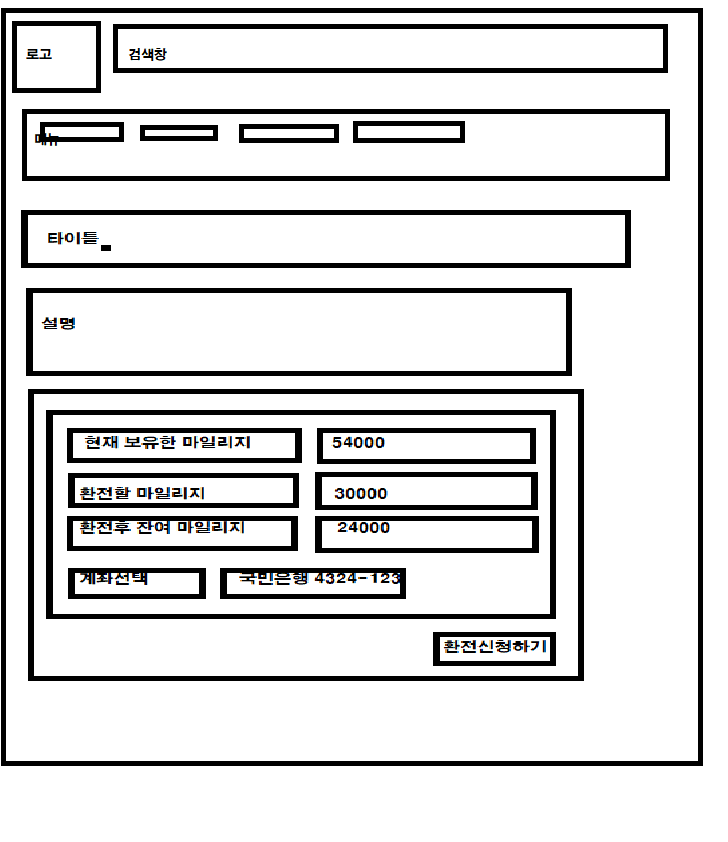 로고
검색창
메뉴
타이틀
설명
현재 보유한 마일리지 54000
환전할 마일리지 30000
환전후 잔여 마일리지 24000
계좌선택 국민은행 4324-123
환전신청하기